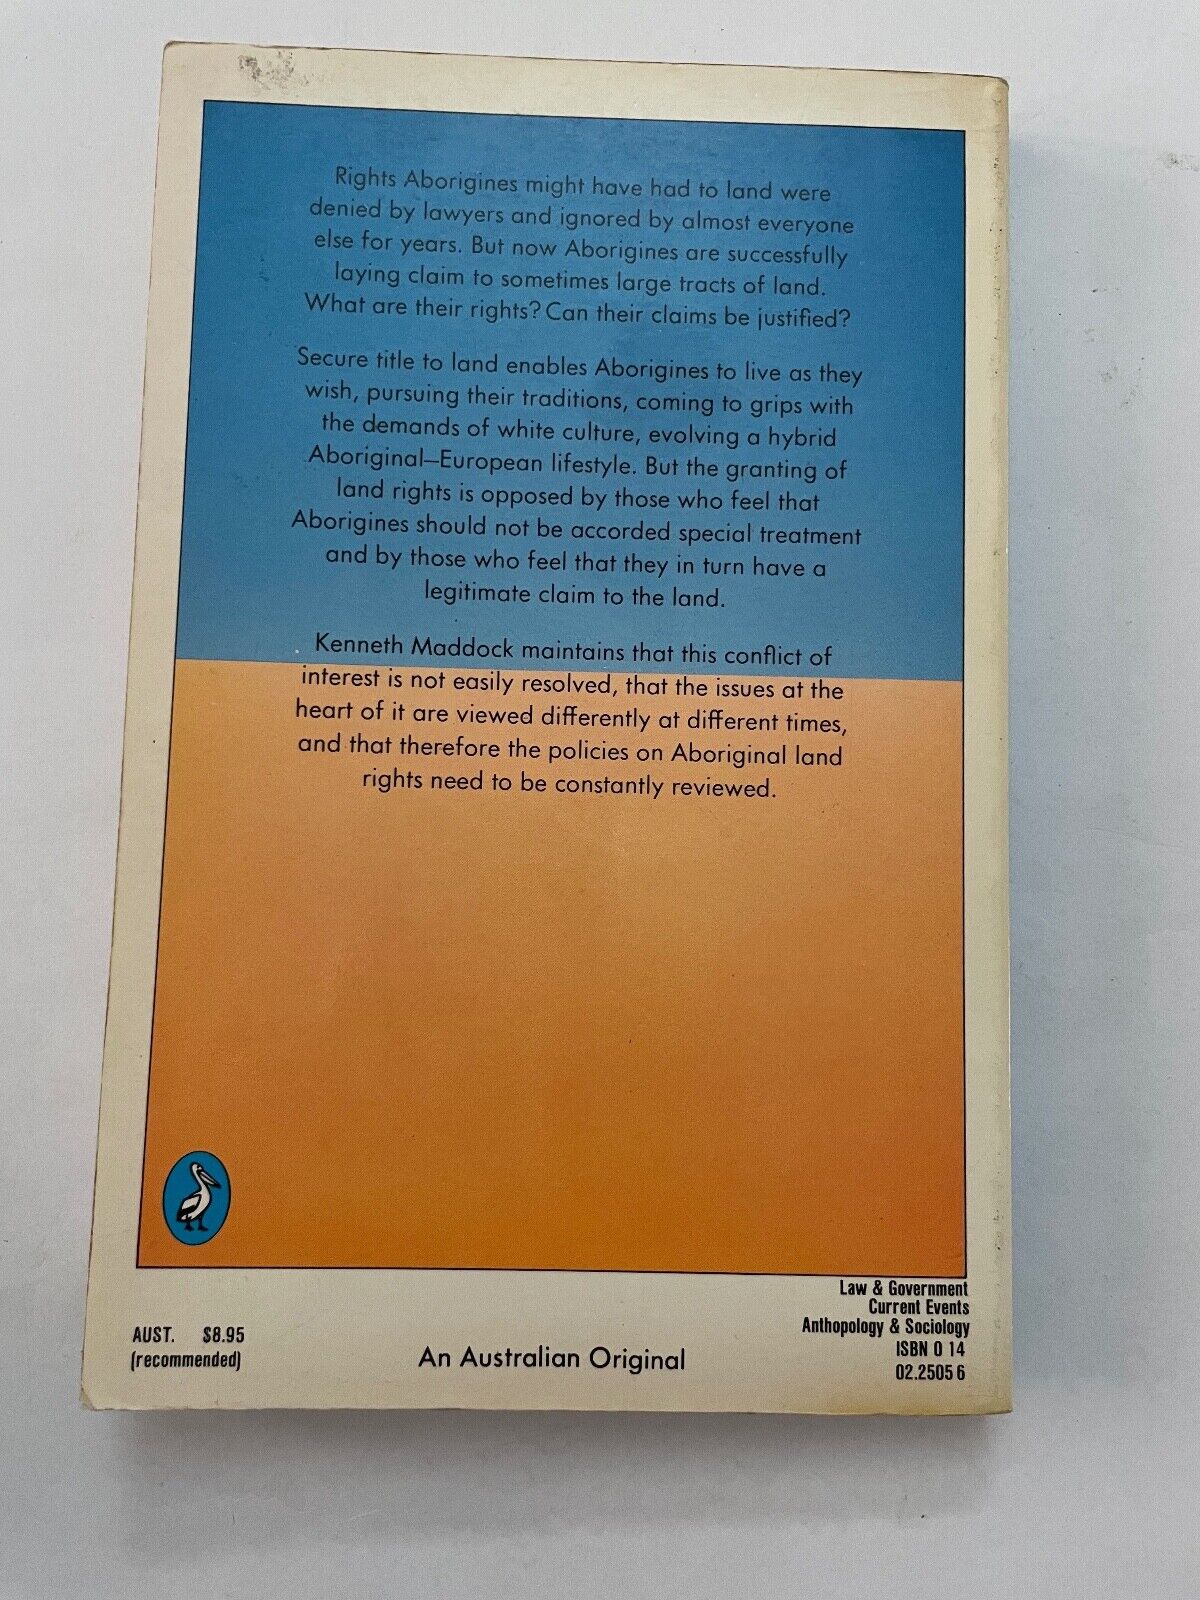 Rights Aborigines might have had to land were
denied by lawyers and ignored by almost everyone
else for years. But now Aborigines are successfully
laying claim to sometimes large tracts of land.
What are their rights? Can their claims be justified?
Secure title to land enables Aborigines to live as they
wish, pursuing their traditions, coming to grips with
the demands of white culture, evolving a hybrid
Aboriginal–European lifestyle. But the granting of
land rights is opposed by those who feel that
Aborigines should not be accorded special treatment
and by those who feel that they in turn have a
legitimate claim to the land.
Kenneth Maddock maintains that this conflict of
interest is not easily resolved, that the issues at the
heart of it are viewed differently at different times,
and that therefore the policies on Aboriginal land
rights need to be constantly reviewed.
Law & Government
Current Events
Anthopology & Sociology
ISBN 0 14
02.2505 6
AUST. $8.95
(recommended)
An Australian Original